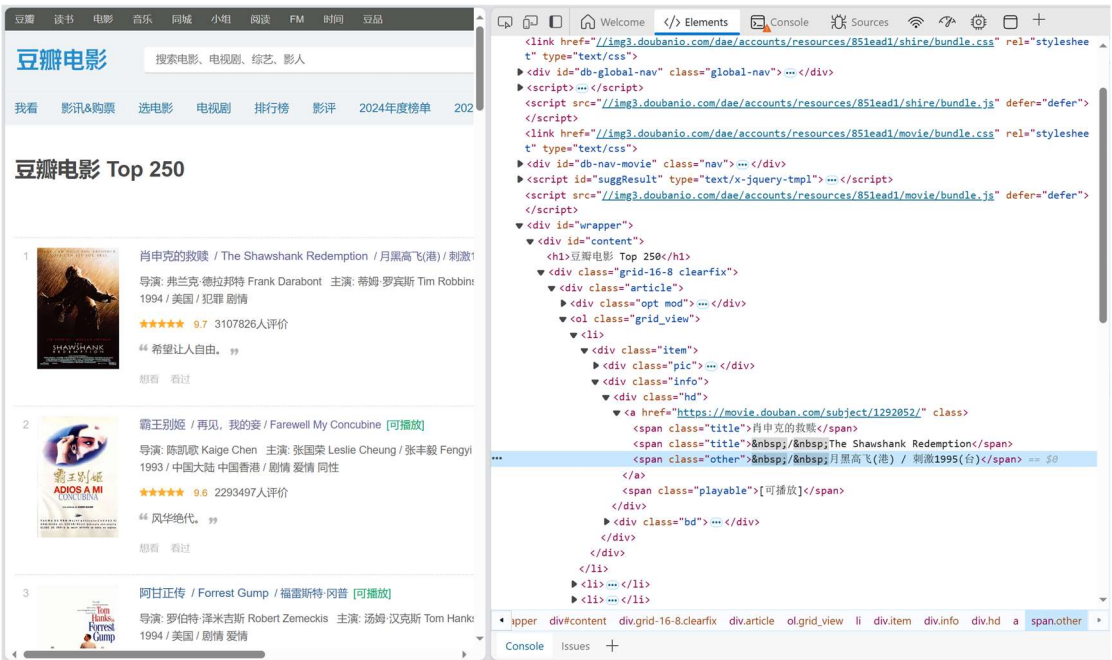 豆瓣 读书 电影 音乐 同城 小组 阅读 FM 时间 豆品
豆瓣电影
搜索电影、电视剧、综艺、影人
我看 影讯&购票 选电影 电视剧 排行榜 影评 2024年度榜单 202
豆瓣电影 Top 250
1
肖申克的救赎 / The Shawshank Redemption / 月黑高飞(港) / 刺激1
导演: 弗兰克·德拉邦特 Frank Darabont 主演: 蒂姆·罗宾斯 Tim Robbins
1994 / 美国 / 犯罪 剧情
9.7 3107826人评价
“ 希望让人自由。 ”
想看 看过
SHAWSHANK
REDEMPTION
2
霸王别姬 / 再见，我的妾 / Farewell My Concubine [可播放]
导演: 陈凯歌 Kaige Chen 主演: 张国荣 Leslie Cheung / 张丰毅 Fengyi
1993 / 中国大陆 中国香港 / 剧情 爱情 同性
9.6 2293497人评价
“ 风华绝代。 ”
想看 看过
霸王别姬
ADIOS A MI
CONCUBINA
3
阿甘正传 / Forrest Gump / 福雷斯特·冈普 [可播放]
导演: 罗伯特·泽米吉斯 Robert Zemeckis 主演: 汤姆·汉克斯 Tom Hanks
1994 / 美国 / 剧情 爱情
Tom
Hanks
Forrest
Gump
Welcome </> Elements Console Sources
<link href="//img3.doubanio.com/dae/accounts/resources/851ead1/shire/bundle.css" rel="styleshee
t" type="text/css">
<div id="db-global-nav" class="global-nav"> … </div>
<script> … </script>
<script src="//img3.doubanio.com/dae/accounts/resources/851ead1/shire/bundle.js" defer="defer">
</script>
<link href="//img3.doubanio.com/dae/accounts/resources/851ead1/movie/bundle.css" rel="styleshee
t" type="text/css">
<div id="db-nav-movie" class="nav"> … </div>
<script id="suggResult" type="text/x-jquery-tmpl"> … </script>
<script src="//img3.doubanio.com/dae/accounts/resources/851ead1/movie/bundle.js" defer="defer">
</script>
<div id="wrapper">
<div id="content">
<h1>豆瓣电影 Top 250</h1>
<div class="grid-16-8 clearfix">
<div class="article">
<div class="opt mod"> … </div>
<ol class="grid_view">
<li>
<div class="item">
<div class="pic"> … </div>
<div class="info">
<div class="hd">
<a href="https://movie.douban.com/subject/1292052/" class>
<span class="title">肖申克的救赎</span>
<span class="title">&nbsp;/&nbsp;The Shawshank Redemption</span>
<span class="other">&nbsp;/&nbsp;月黑高飞(港) / 刺激1995(台)</span> == $0
</a>
<span class="playable">[可播放]</span>
</div>
<div class="bd"> … </div>
</div>
</div>
</li>
<li> … </li>
<li> … </li>
apper div#content div.grid-16-8.clearfix div.article ol.grid_view li div.item div.info div.hd a span.other
Console Issues